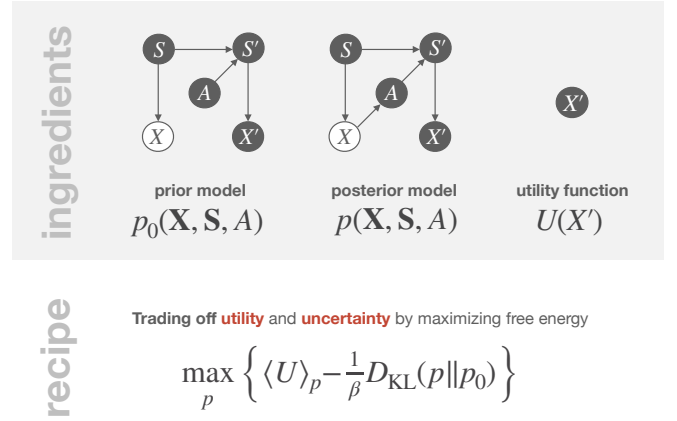 ingredients
S S′ A X X′
S S′ A X X′
X′
prior model posterior model utility function
p₀(𝐗, 𝐒, A) p(𝐗, 𝐒, A) U(X′)
recipe
Trading off utility and uncertainty by maximizing free energy
max p { ⟨U⟩ₚ − 1/β D_KL(p‖p₀) }